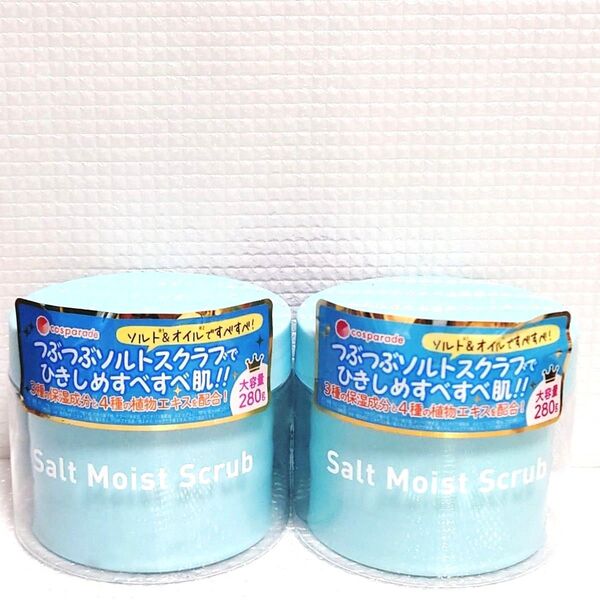 cosparade
ソルト&オイルですべすべ!
つぶつぶソルトスクラブで
ひきしめすべすべ肌!!
3種の保湿成分と4種の植物エキスを配合!
大容量
280g
Salt Moist Scrub
cosparade
ソルト&オイルですべすべ!
つぶつぶソルトスクラブで
ひきしめすべすべ肌!!
3種の保湿成分と4種の植物エキスを配合!
大容量
280g
Salt Moist Scrub